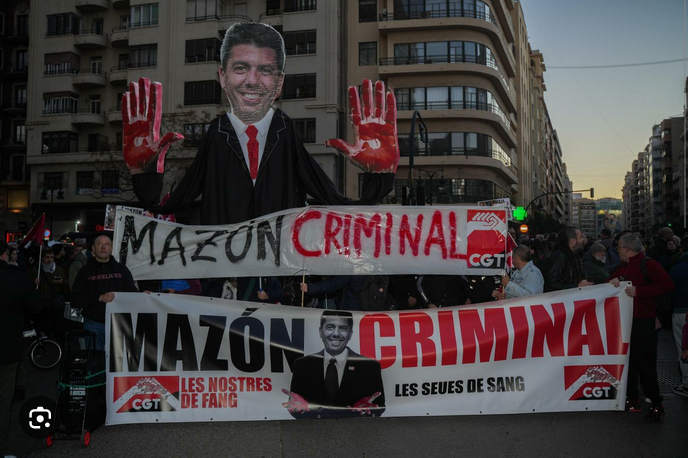 MAZÓN CRIMINAL
CGT
MAZÓN CRIMINAL
CGT
LES NOSTRES
DE FANG
LES SEUES DE SANG
CGT